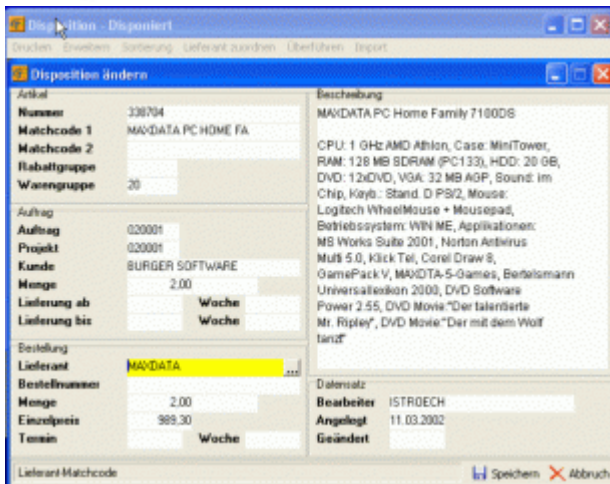 Disposition - Disponiert
Drucken Erweitern Sortierung Lieferant zuordnen Überführen Import
Disposition ändern
Artikel
Nummer 338704
Matchcode 1 MAXDATA PC HOME FA
Matchcode 2
Rabattgruppe
Warengruppe 20
Auftrag
Auftrag 020001
Projekt 020001
Kunde BURGER SOFTWARE
Menge 2,00
Lieferung ab Woche
Lieferung bis Woche
Bestellung
Lieferant MAXDATA ...
Bestellnummer
Menge 2,00
Einzelpreis 989,30
Termin Woche
Beschreibung
MAXDATA PC Home Family 7100DS
CPU: 1 GHz AMD Athlon, Case: MiniTower,
RAM: 128 MB SDRAM (PC133), HDD: 20 GB,
DVD: 12xDVD, VGA: 32 MB AGP, Sound: im
Chip, Keyb.: Stand. D PS/2, Mouse:
Logitech WheelMouse + Mousepad,
Betriebssystem: WIN ME, Applikationen:
MS Works Suite 2001, Norton Antivirus
Multi 5.0, Klick Tel, Corel Draw 8,
GamePack V, MAXDTA-5-Games, Bertelsmann
Universallexikon 2000, DVD Software
Power 2.55, DVD Movie:"Der talentierte
Mr. Ripley", DVD Movie:"Der mit dem Wolf
tanzt"
Datensatz
Bearbeiter ISTROECH
Angelegt 11.03.2002
Geändert
Lieferant-Matchcode Speichern Abbruch